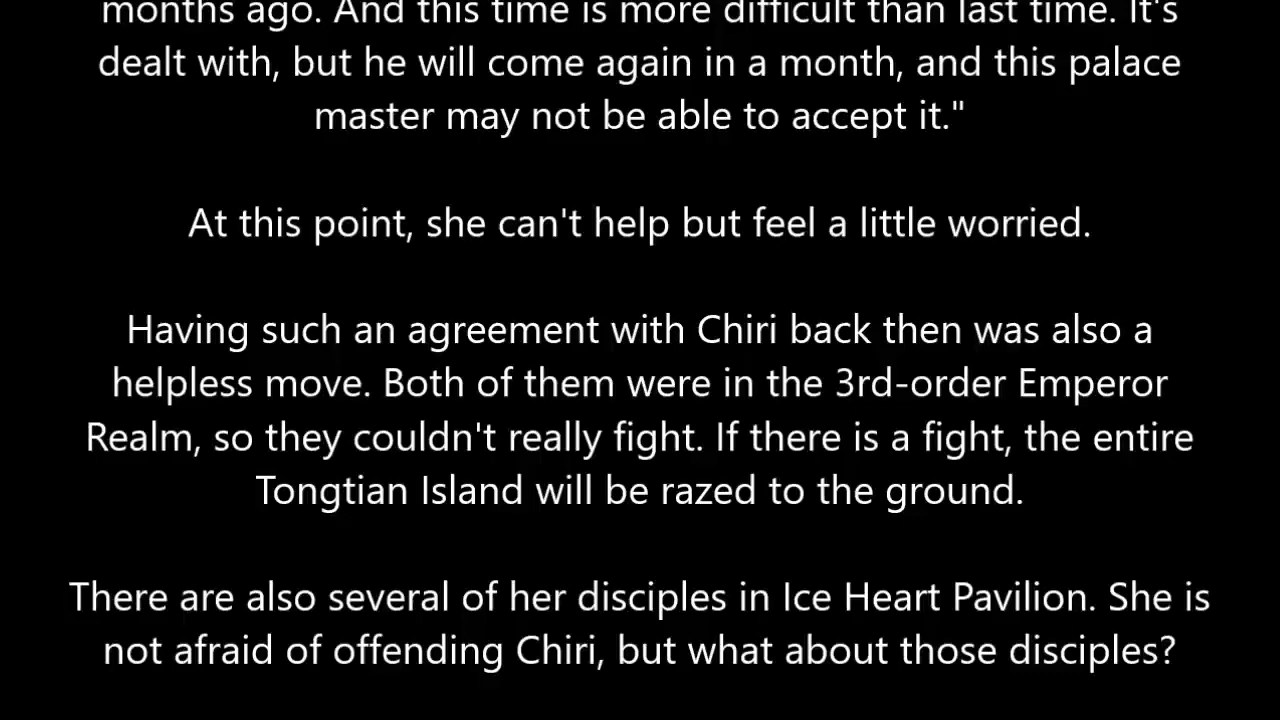 months ago. And this time is more difficult than last time. It's
dealt with, but he will come again in a month, and this palace
master may not be able to accept it."
At this point, she can't help but feel a little worried.
Having such an agreement with Chiri back then was also a
helpless move. Both of them were in the 3rd-order Emperor
Realm, so they couldn't really fight. If there is a fight, the entire
Tongtian Island will be razed to the ground.
There are also several of her disciples in Ice Heart Pavilion. She is
not afraid of offending Chiri, but what about those disciples?